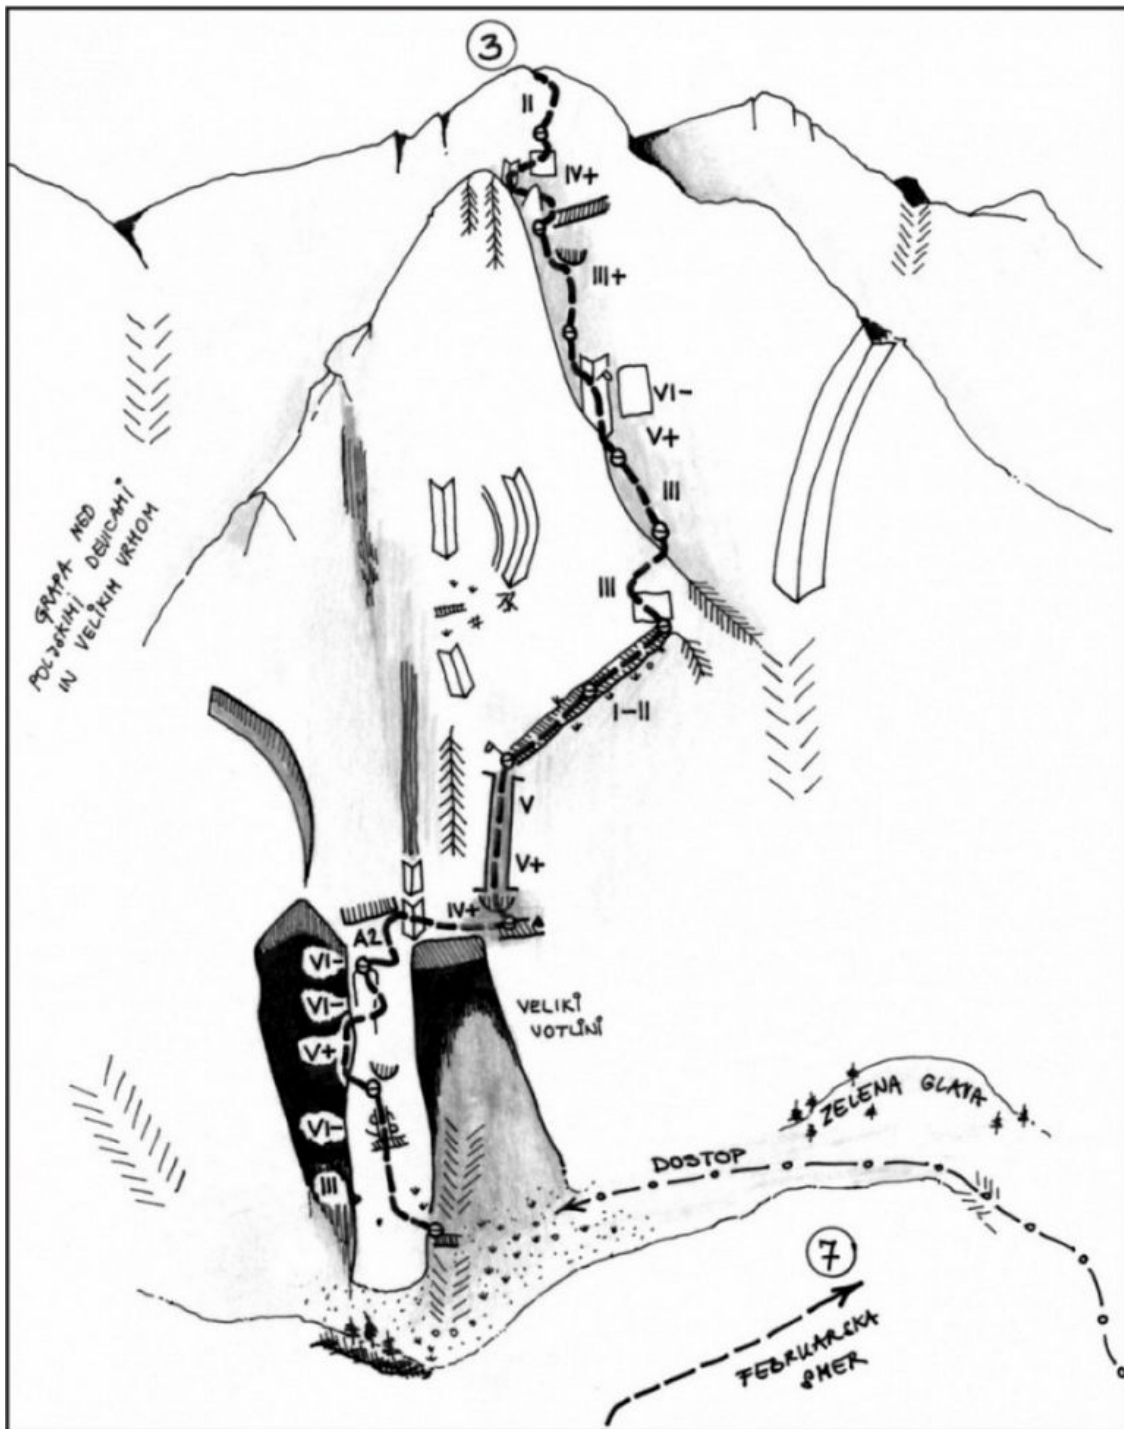 3
II
IV+
III+
VI-
V+
III
III
I-II
V
V+
IV+
A2
VI-
VI-
V+
VI-
III
GRAPA MED
POLJSKIMI DEVICAMI
IN VELIKIM VRHOM
VELIKI
VOTLINI
ZELENA GLAVA
DOSTOP
7
FEBRUARSKA
SMER